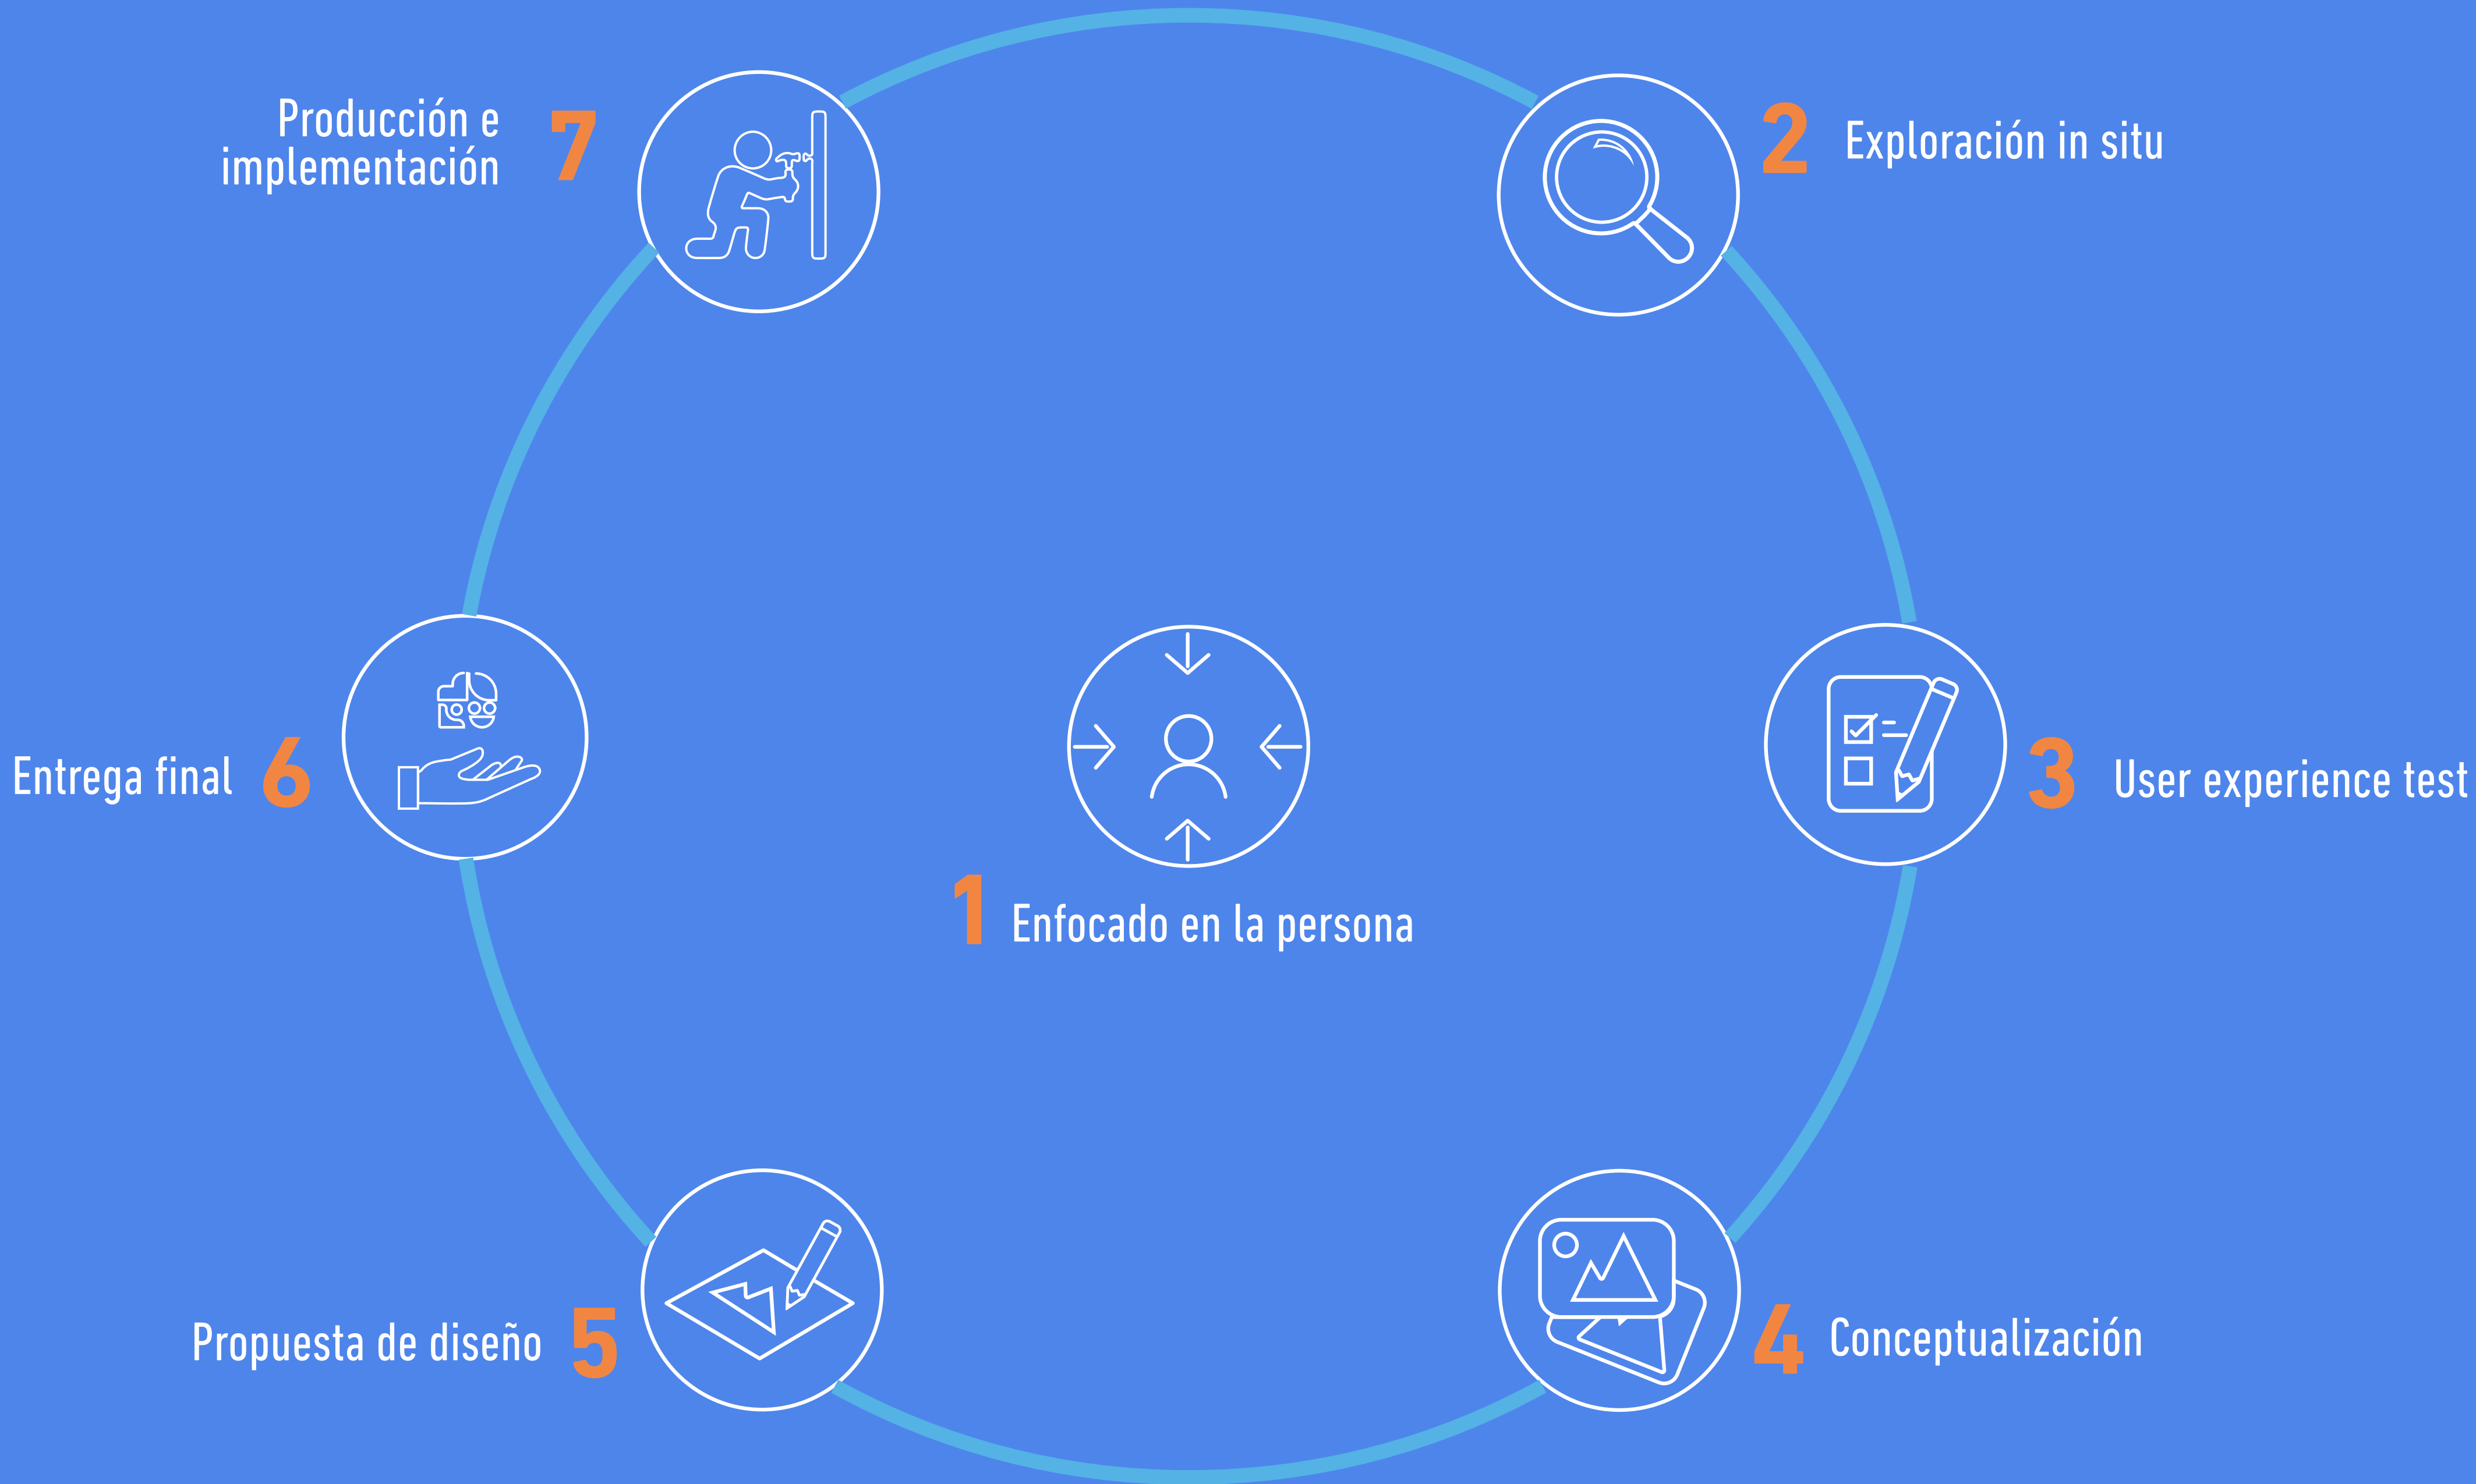 1 Enfocado en la persona
2 Exploración in situ
3 User experience test
4 Conceptualización
5 Propuesta de diseño
6 Entrega final
7 Producción e
implementación